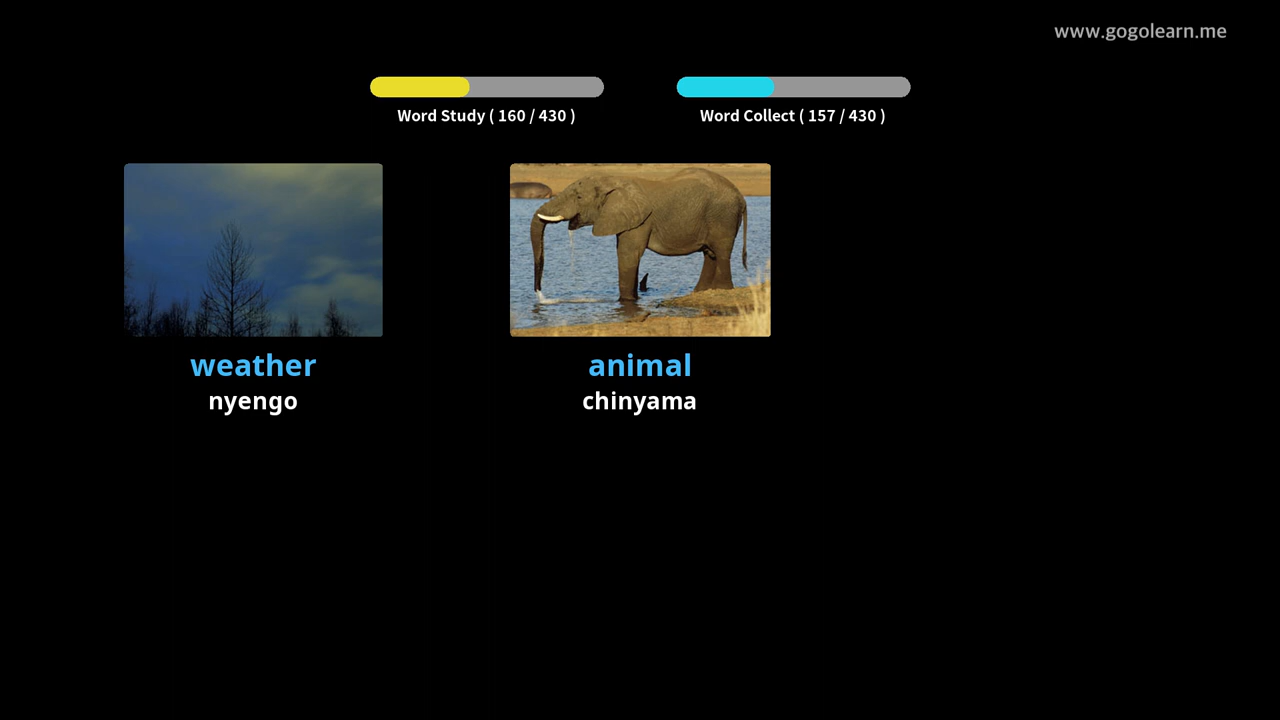 www.gogolearn.me
Word Study ( 160 / 430 )
Word Collect ( 157 / 430 )
weather
nyengo
animal
chinyama